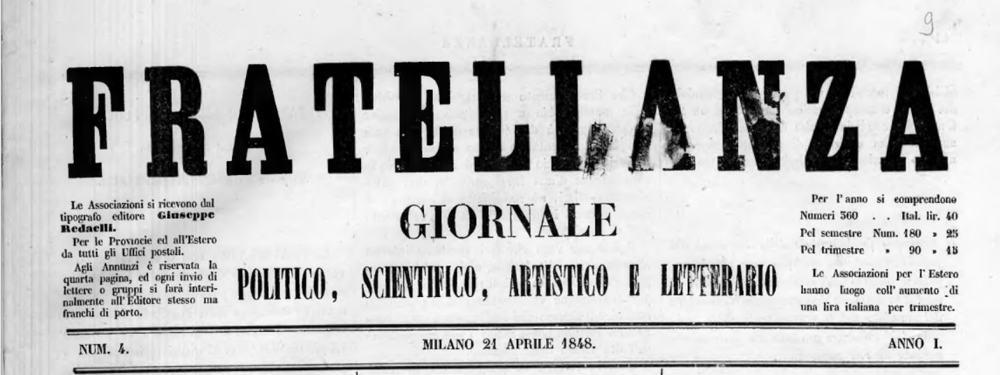 9
FRATELLANZA
FRATELLANZA
Le Associazioni si ricevono dal
tipografo editore Giuseppe
Redaelli.
Per le Provincie ed all'Estero
da tutti gli Uffici postali.
Agli Annunzi è riservata la
quarta pagina, ed ogni invio di
lettere o gruppi si farà interi-
nalmente all'Editore stesso ma
franchi di porto.
GIORNALE
POLITICO, SCIENTIFICO, ARTISTICO E LETTERARIO
Per l'anno si comprendono
Numeri 360 . . Ital. lir. 40
Pel semestre Num. 180 » 25
Pel trimestre » 90 » 15
Le Associazioni per l'Estero
hanno luogo coll'aumento di
una lira italiana per trimestre.
NUM. 4.
MILANO 21 APRILE 1848.
ANNO I.